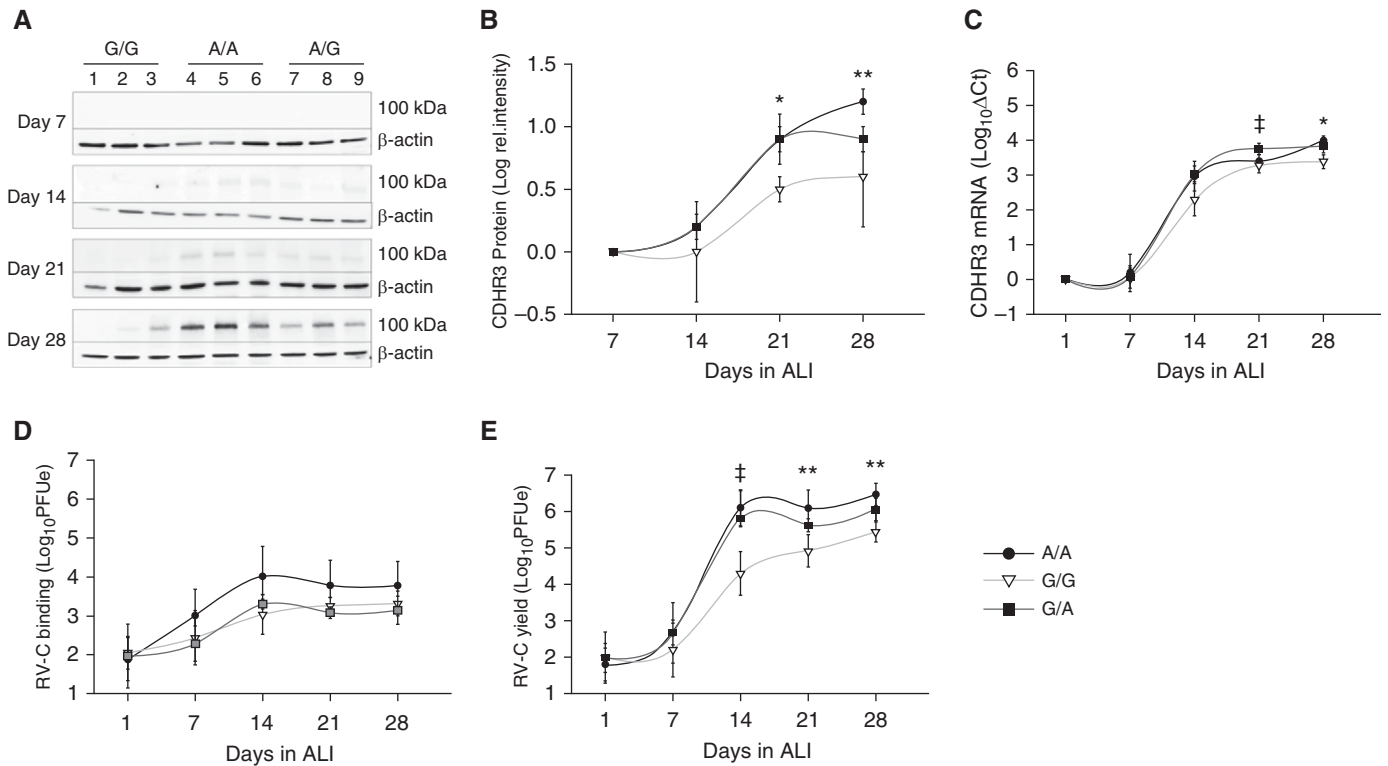 A
G/G A/A A/G
1 2 3 4 5 6 7 8 9
Day 7
100 kDa
β-actin
Day 14
100 kDa
β-actin
Day 21
100 kDa
β-actin
Day 28
100 kDa
β-actin
B
CDHR3 Protein (Log rel.intensity)
1.5
1.0
0.5
0.0
–0.5
* **
7 14 21 28
Days in ALI
C
CDHR3 mRNA (Log10ΔCt)
6
5
4
3
2
1
0
–1
‡ *
1 7 14 21 28
Days in ALI
D
RV-C binding (Log10PFUe)
7
6
5
4
3
2
1
1 7 14 21 28
Days in ALI
E
RV-C yield (Log10PFUe)
7
6
5
4
3
2
1
‡ ** **
1 7 14 21 28
Days in ALI
A/A
G/G
G/A